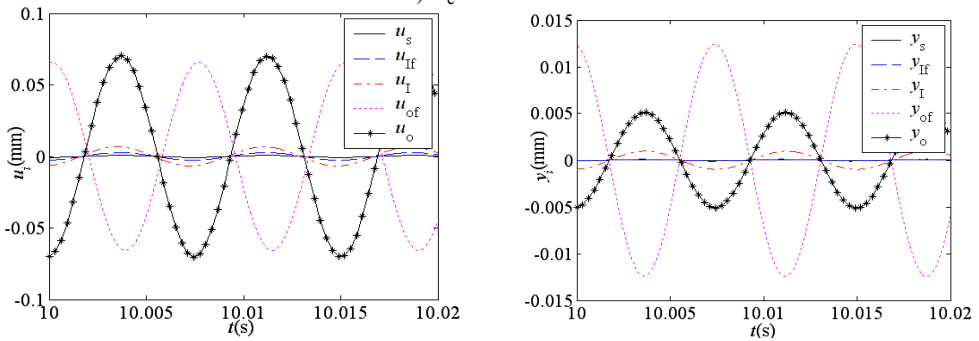 0.1
0.05
0
-0.05
-0.1
u_i(mm)
u_s
u_If
u_I
u_of
u_o
10 10.005 10.01 10.015 10.02
t(s)
0.015
0.01
0.005
0
-0.005
-0.01
-0.015
y_i(mm)
y_s
y_If
y_I
y_of
y_o
10 10.005 10.01 10.015 10.02
t(s)